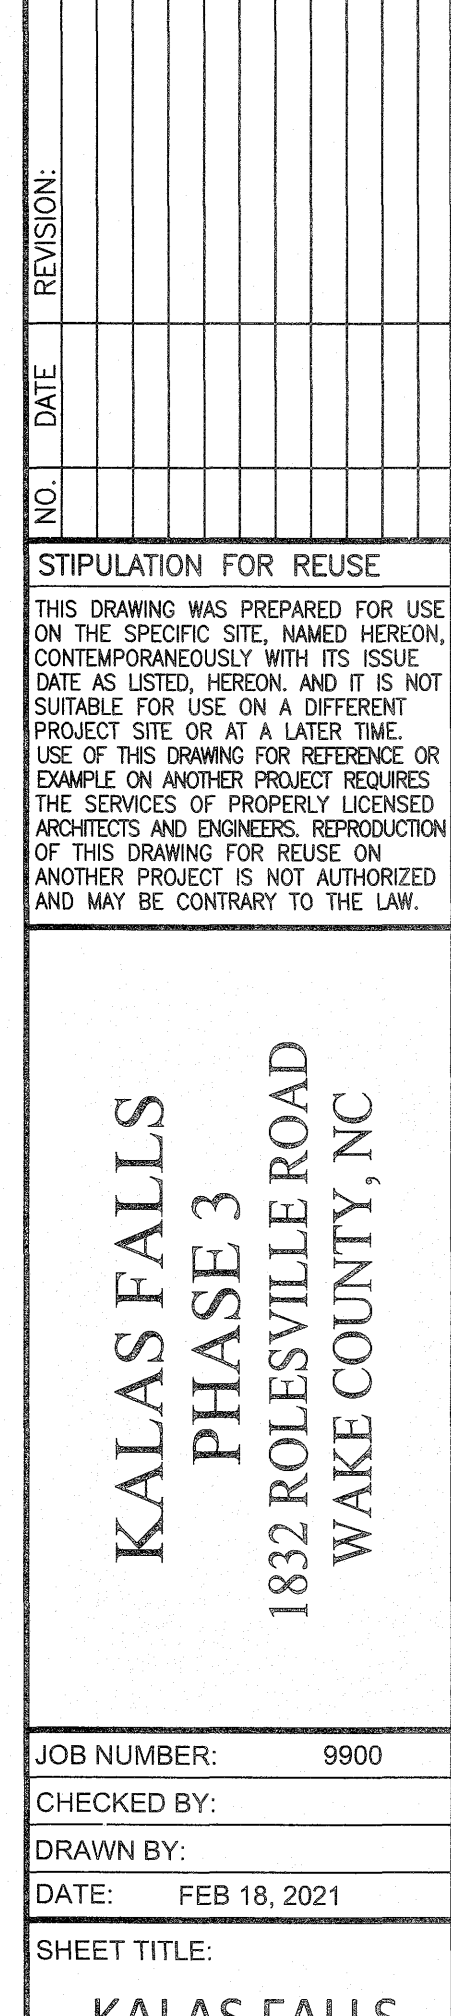 REVISION:
DATE
NO.
STIPULATION FOR REUSE
THIS DRAWING WAS PREPARED FOR USE
ON THE SPECIFIC SITE, NAMED HEREON,
CONTEMPORANEOUSLY WITH ITS ISSUE
DATE AS LISTED, HEREON. AND IT IS NOT
SUITABLE FOR USE ON A DIFFERENT
PROJECT SITE OR AT A LATER TIME.
USE OF THIS DRAWING FOR REFERENCE OR
EXAMPLE ON ANOTHER PROJECT REQUIRES
THE SERVICES OF PROPERLY LICENSED
ARCHITECTS AND ENGINEERS. REPRODUCTION
OF THIS DRAWING FOR REUSE ON
ANOTHER PROJECT IS NOT AUTHORIZED
AND MAY BE CONTRARY TO THE LAW.
KALAS FALLS
PHASE 3
1832 ROLESVILLE ROAD
WAKE COUNTY, NC
JOB NUMBER: 9900
CHECKED BY:
DRAWN BY:
DATE: FEB 18, 2021
SHEET TITLE:
KALAS FALLS